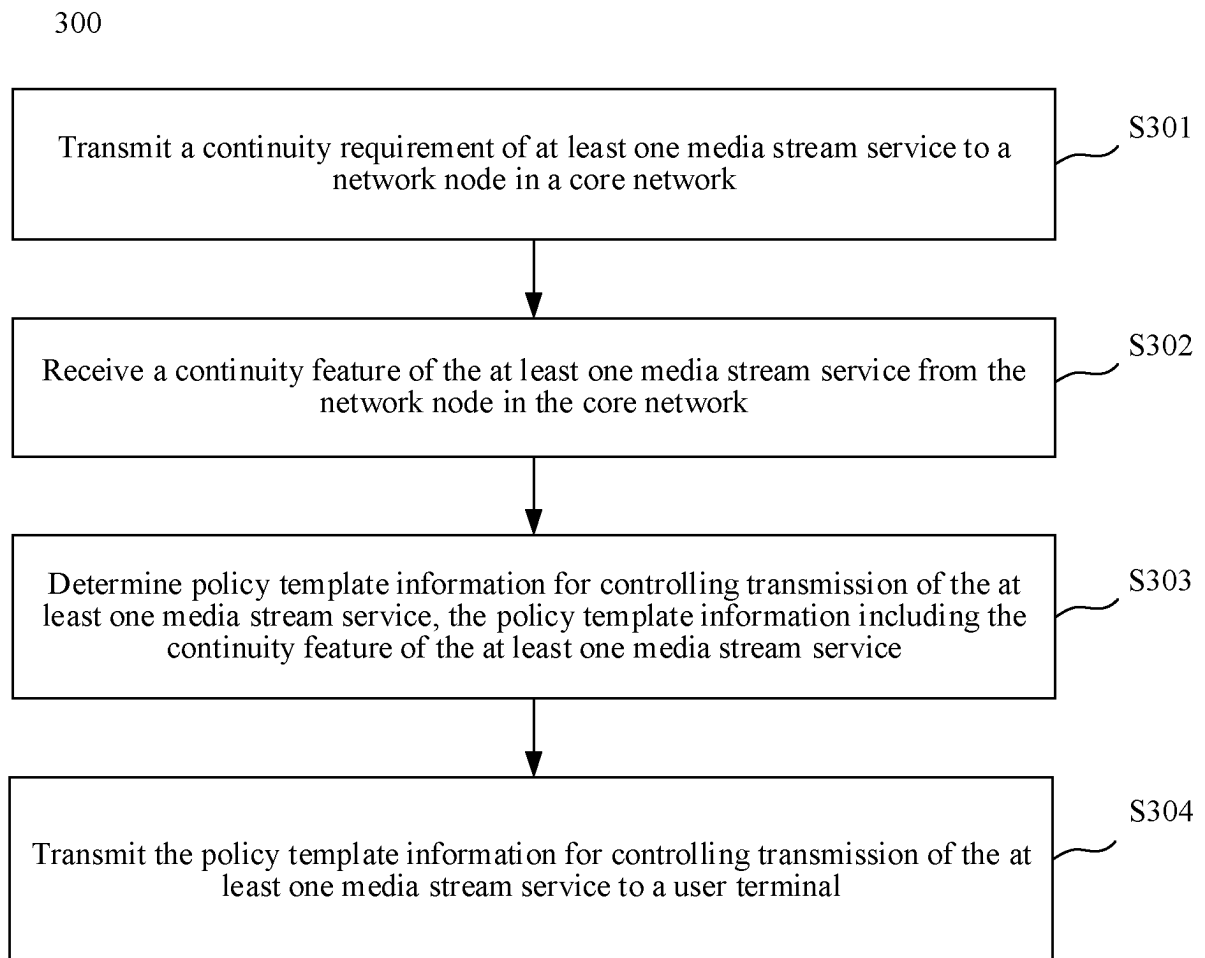 300
Transmit a continuity requirement of at least one media stream service to a
network node in a core network
S301
Receive a continuity feature of the at least one media stream service from the
network node in the core network
S302
Determine policy template information for controlling transmission of the at
least one media stream service, the policy template information including the
continuity feature of the at least one media stream service
S303
Transmit the policy template information for controlling transmission of the at
least one media stream service to a user terminal
S304